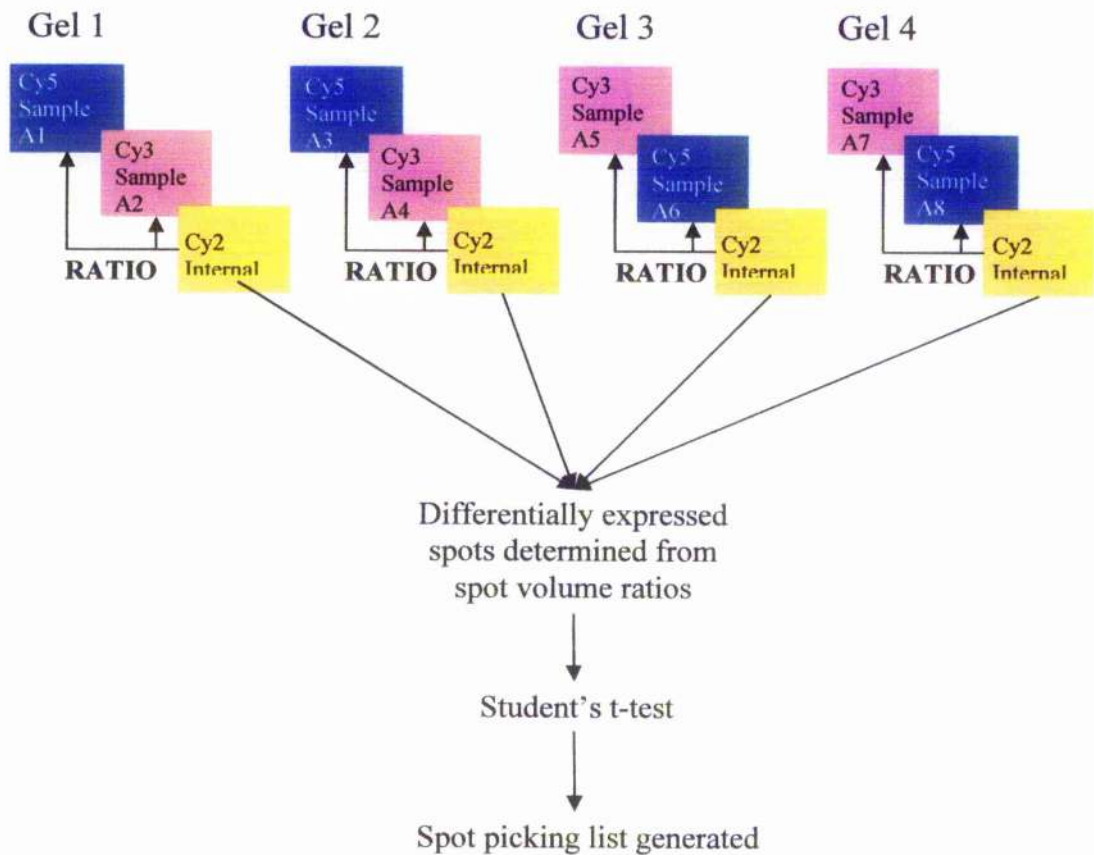 Gel 1
Gel 2
Gel 3
Gel 4
Cy5
Sample
A1
Cy3
Sample
A2
Cy2
Internal
RATIO
Cy5
Sample
A3
Cy3
Sample
A4
Cy2
Internal
RATIO
Cy3
Sample
A5
Cy5
Sample
A6
Cy2
Internal
RATIO
Cy3
Sample
A7
Cy5
Sample
A8
Cy2
Internal
RATIO
Differentially expressed
spots determined from
spot volume ratios
Student's t-test
Spot picking list generated